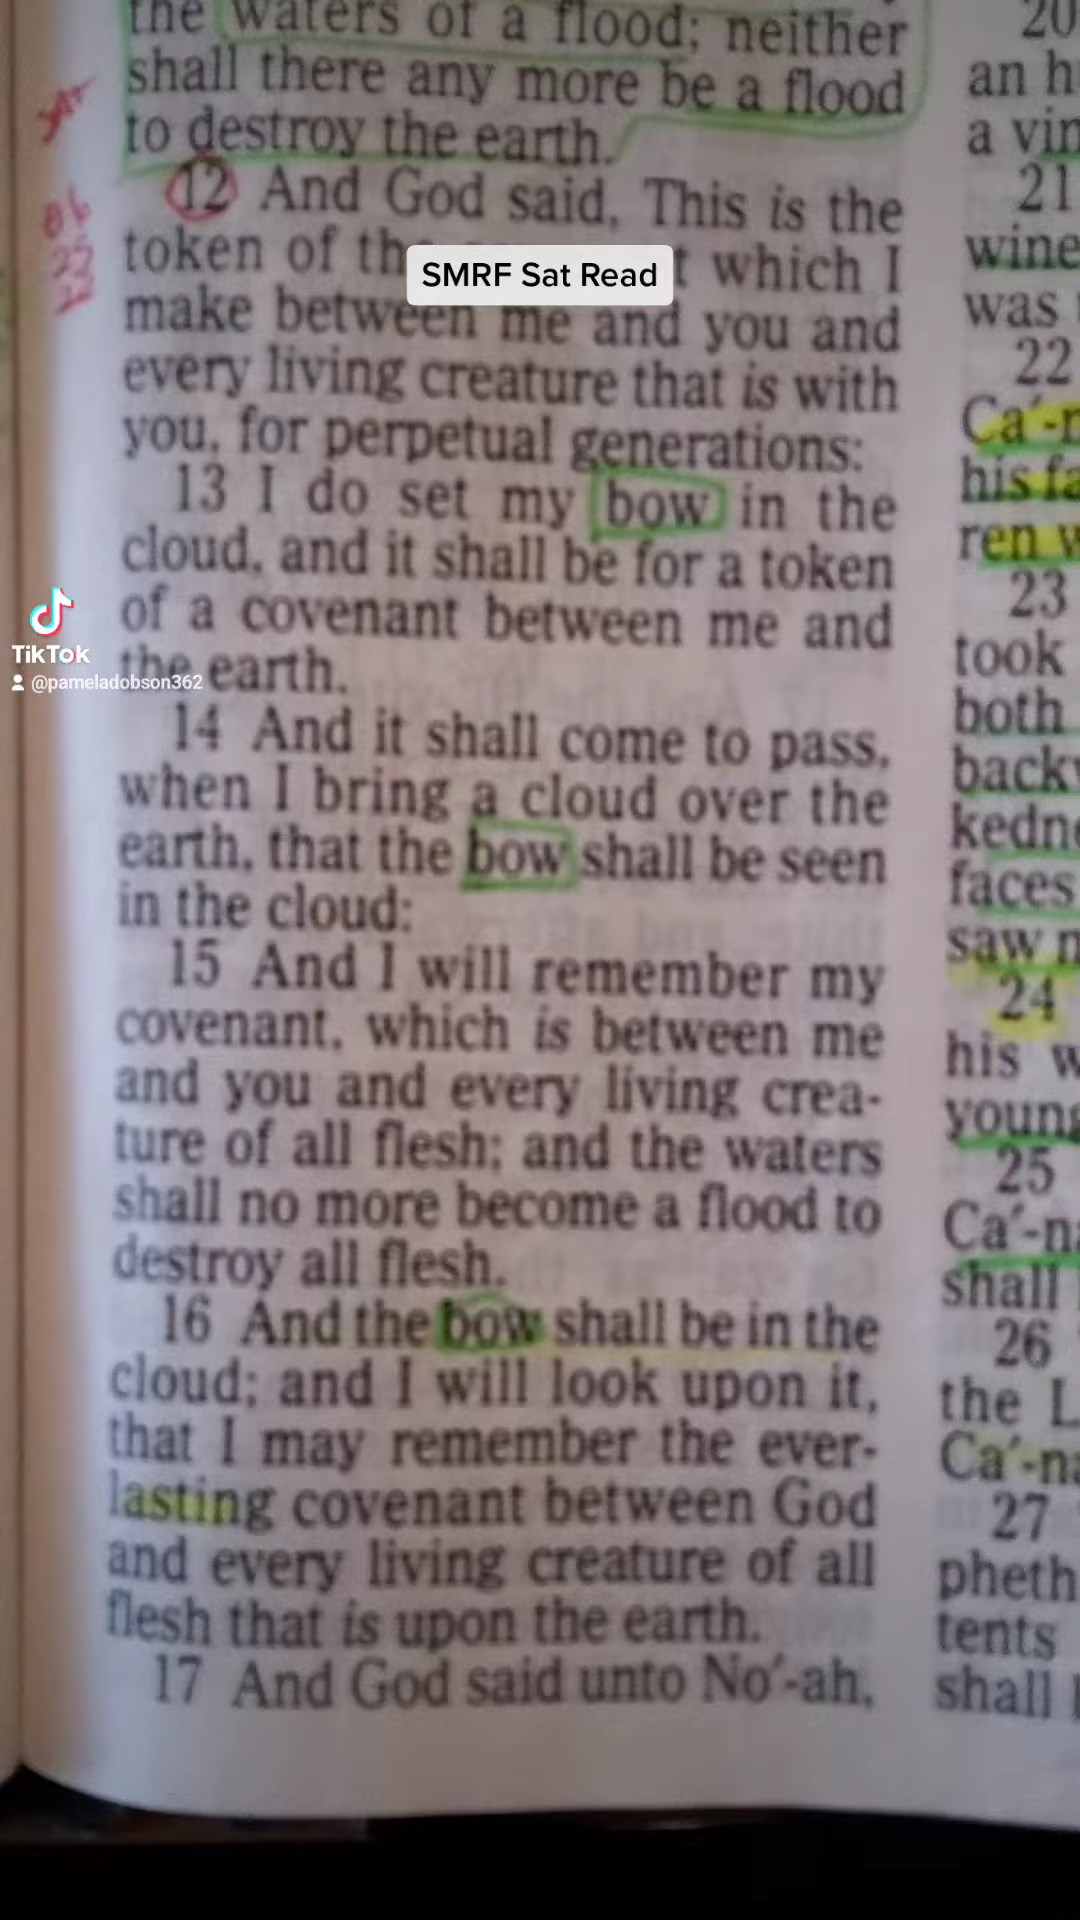 the waters of a flood; neither
shall there any more be a flood
to destroy the earth.
12 And God said, This is the
token of the which I
make between me and you and
every living creature that is with
you, for perpetual generations:
13 I do set my bow in the
cloud, and it shall be for a token
of a covenant between me and
the earth.
14 And it shall come to pass,
when I bring a cloud over the
earth, that the bow shall be seen
in the cloud:
15 And I will remember my
covenant, which is between me
and you and every living crea-
ture of all flesh; and the waters
shall no more become a flood to
destroy all flesh.
16 And the bow shall be in the
cloud; and I will look upon it,
that I may remember the ever-
lasting covenant between God
and every living creature of all
flesh that is upon the earth.
17 And God said unto No′-ah,
20
an h
a vin
21
wine
was
22
Ca′-n
his fa
ren w
23
took
both
backw
kedne
faces
saw n
24
his w
young
25
Ca′-na
shall
26
the L
Ca′-na
27
pheth
tents
shall
SMRF Sat Read
TikTok
@pameladobson362